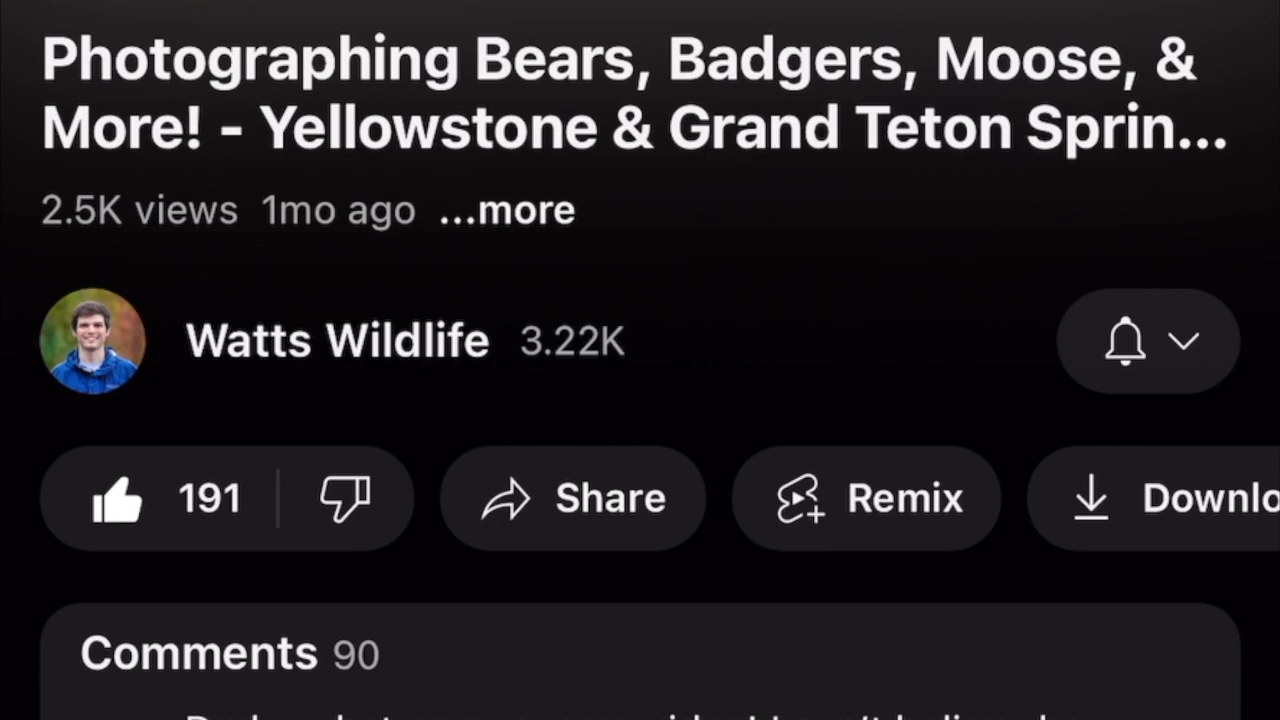 Photographing Bears, Badgers, Moose, &
More! - Yellowstone & Grand Teton Sprin...
2.5K views 1mo ago ...more
Watts Wildlife 3.22K
191 Share Remix Downlo
Comments 90